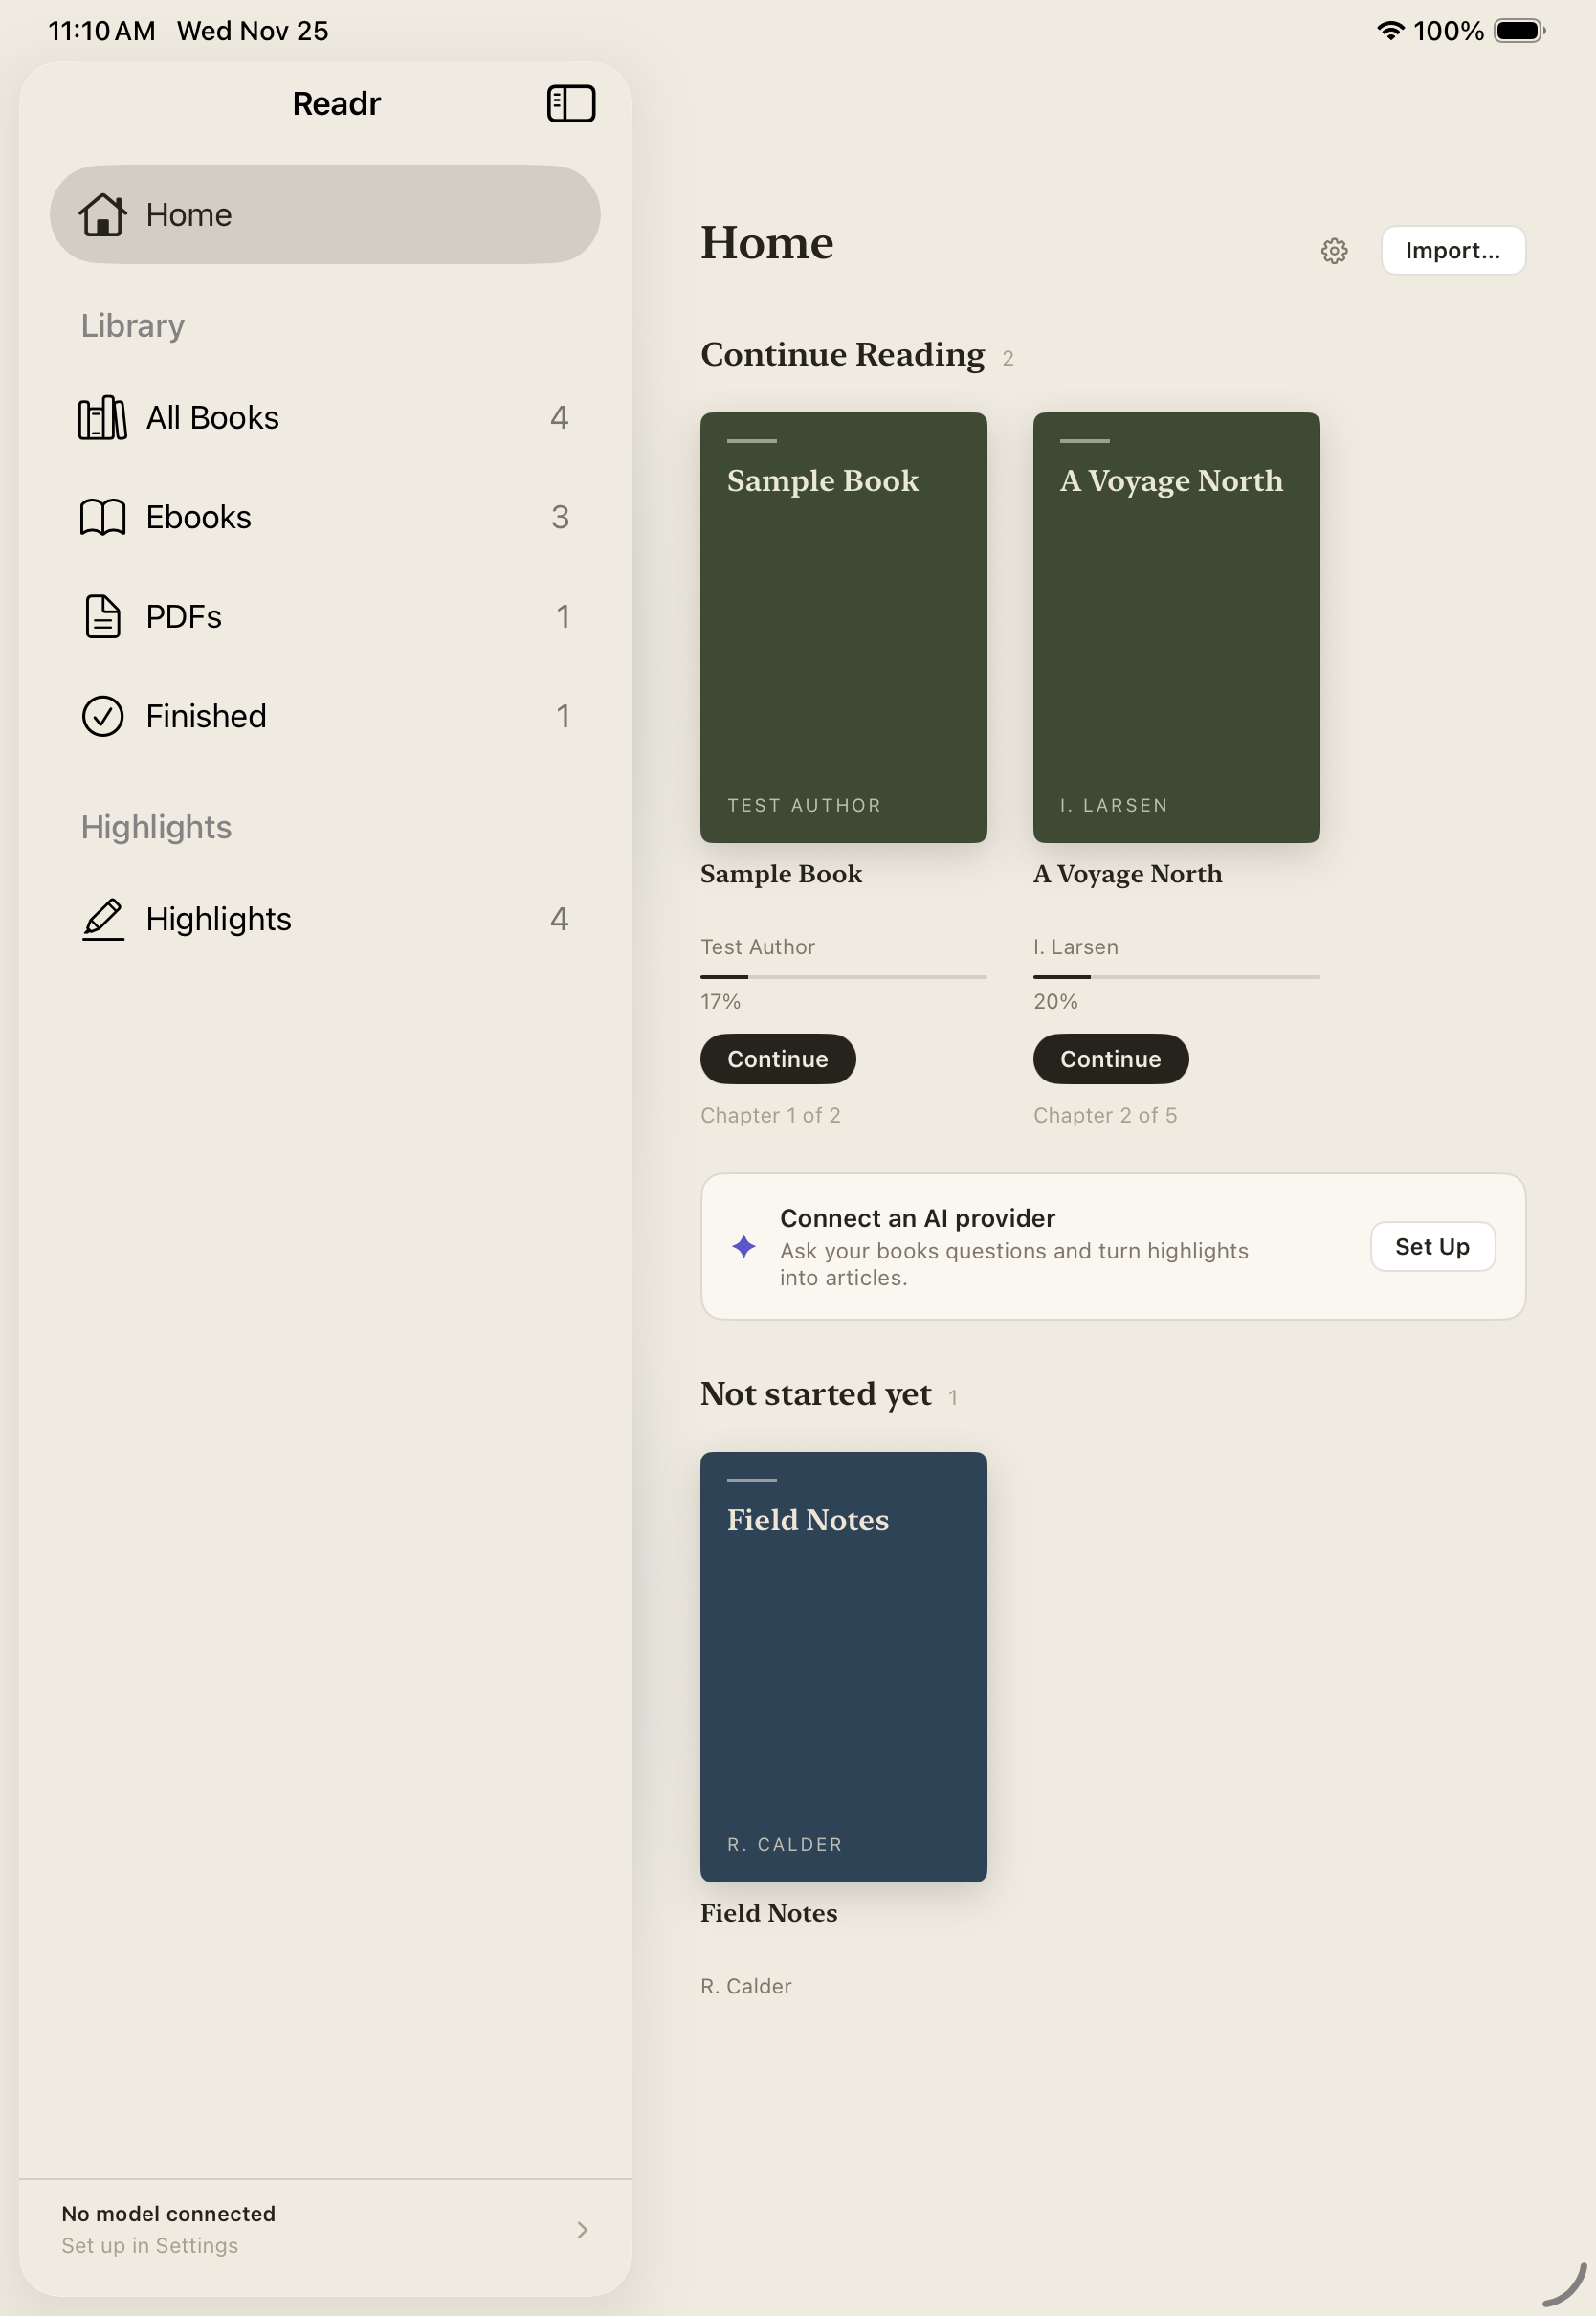 11:10 AM Wed Nov 25
100%
Readr
Home
Library
All Books 4
Ebooks 3
PDFs 1
Finished 1
Highlights
Highlights 4
No model connected
Set up in Settings
Home
Import...
Continue Reading 2
Sample Book
TEST AUTHOR
Sample Book
Test Author
17%
Continue
Chapter 1 of 2
A Voyage North
I. LARSEN
A Voyage North
I. Larsen
20%
Continue
Chapter 2 of 5
Connect an AI provider
Ask your books questions and turn highlights
into articles.
Set Up
Not started yet 1
Field Notes
R. CALDER
Field Notes
R. Calder